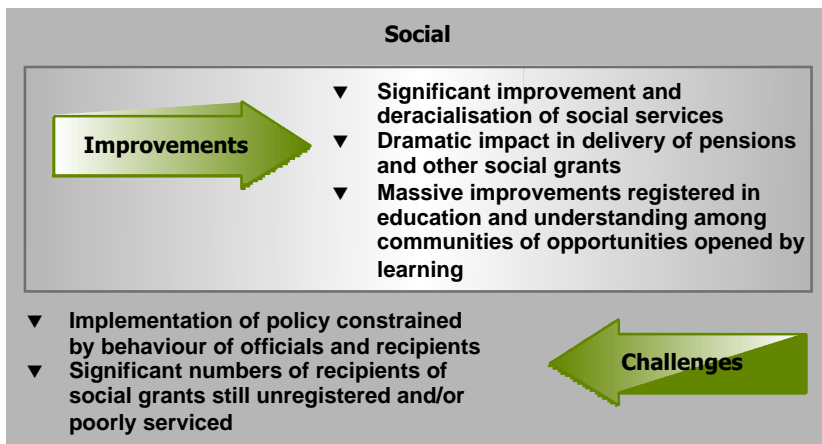 Social
Improvements
▼ Significant improvement and
deracialisation of social services
▼ Dramatic impact in delivery of pensions
and other social grants
▼ Massive improvements registered in
education and understanding among
communities of opportunities opened by
learning
▼ Implementation of policy constrained
by behaviour of officials and recipients
▼ Significant numbers of recipients of
social grants still unregistered and/or
poorly serviced
Challenges